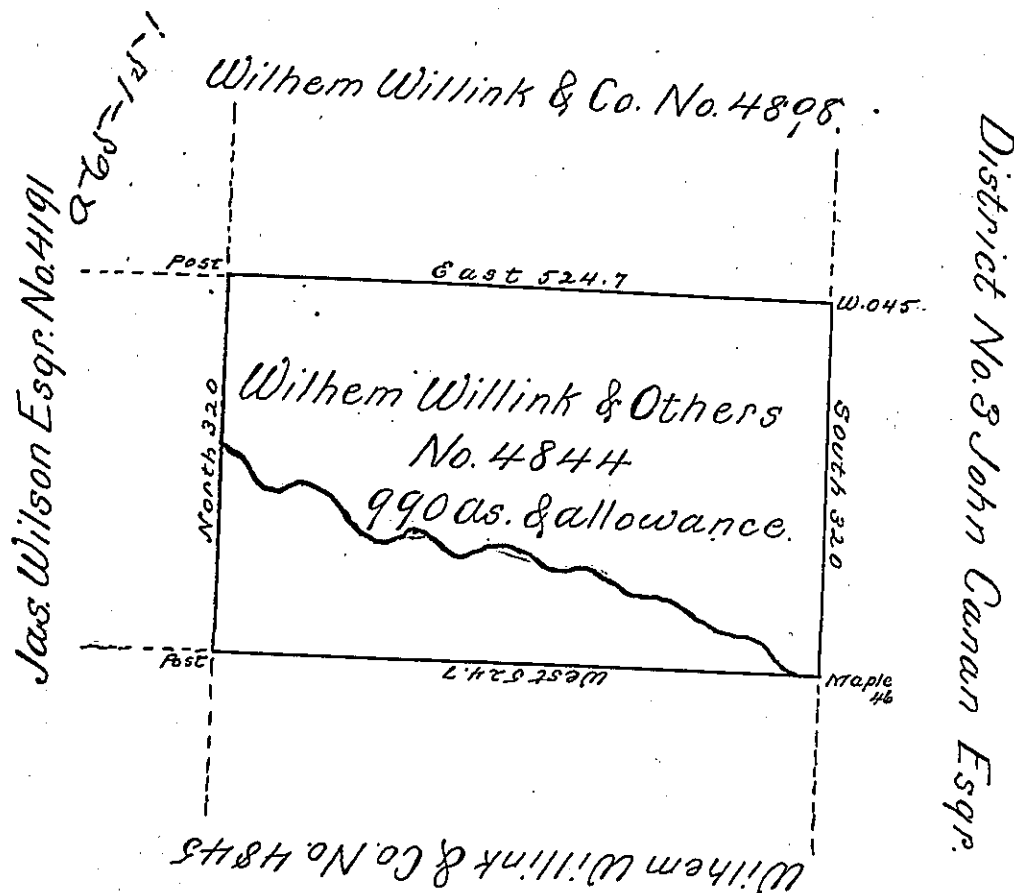 Wilhem Willink & Co. No. 4898.
Jas. Wilson Esqr. No. 4191
Post
East 524.7
W.O45.
District No. 3 John Canan Esqr.
North 320
Wilhem Willink & Others
No. 4844
990 as. & allowance.
South 320
Post
West 524.7
Maple
46
Wilhem Willink & Co. No. 4845